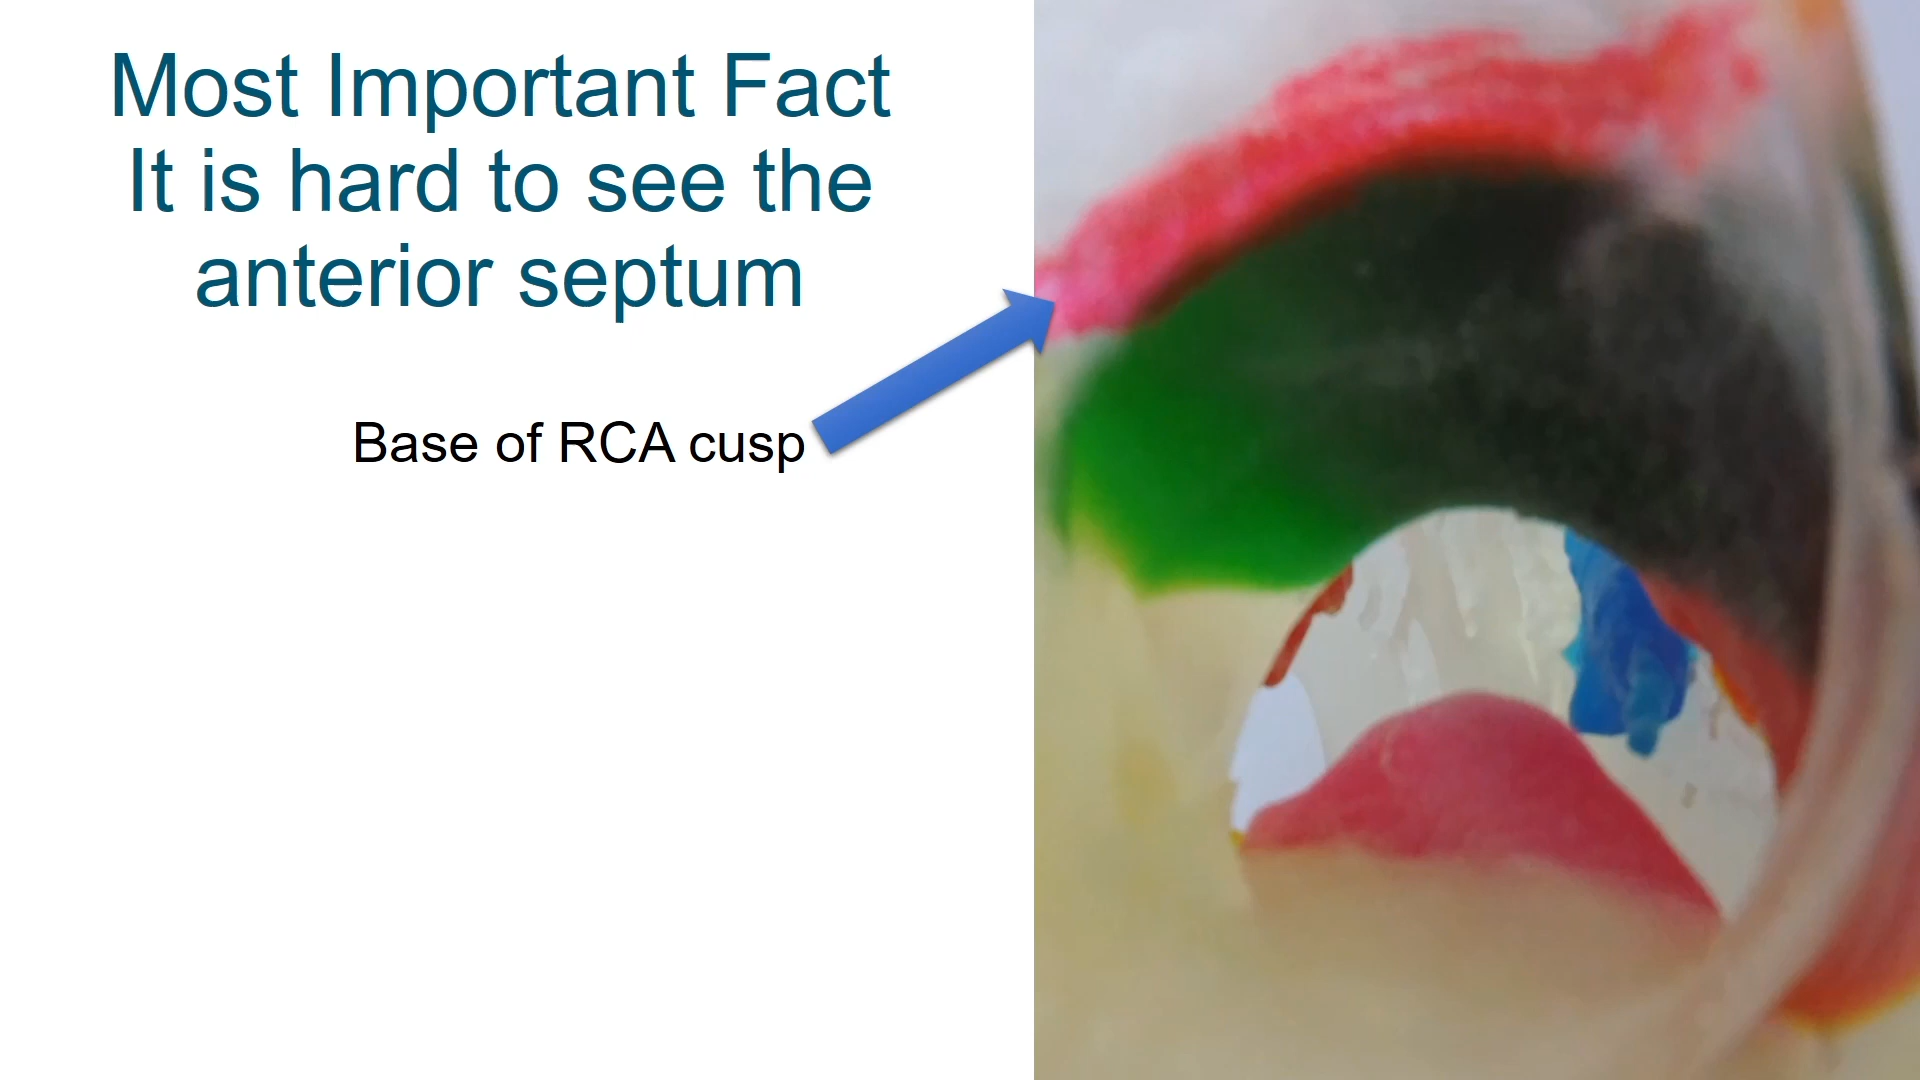 Most Important Fact
It is hard to see the
anterior septum
Base of RCA cusp